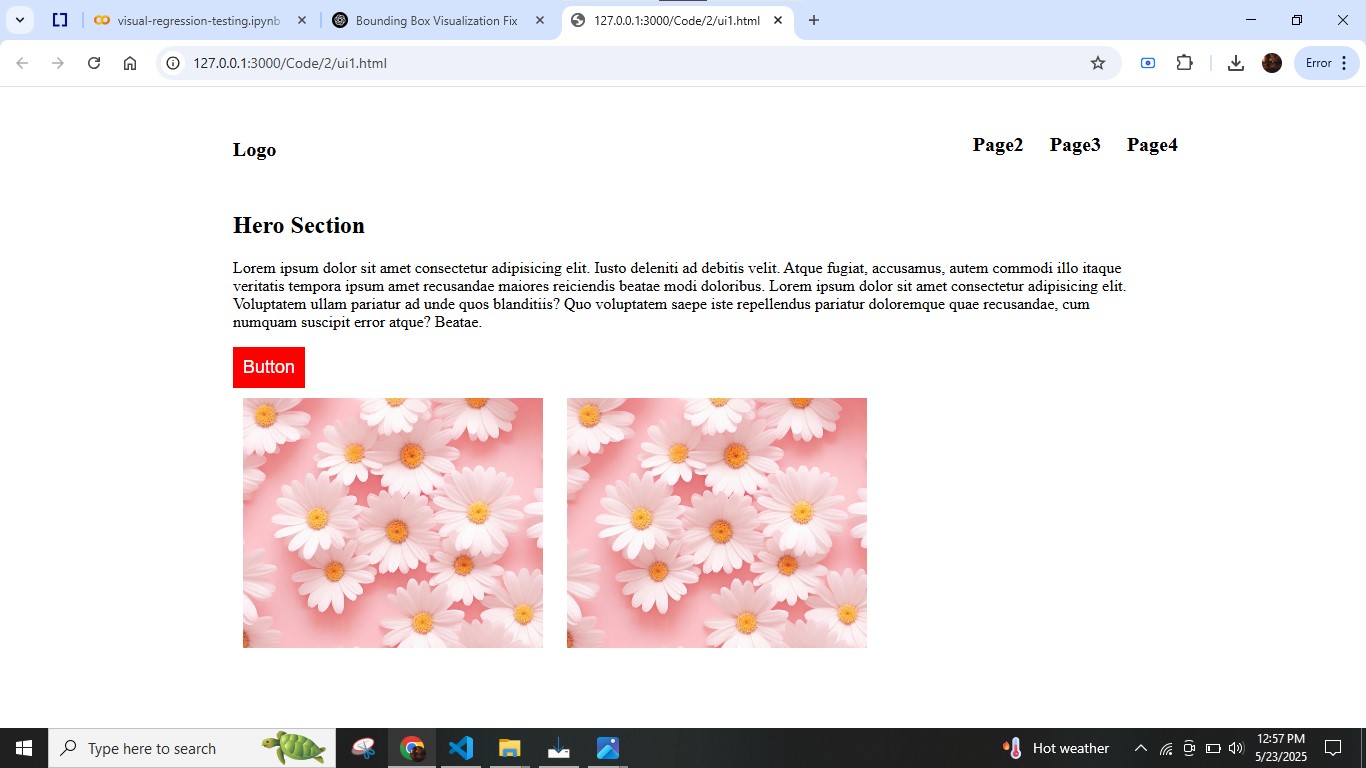 visual-regression-testing.ipynb
Bounding Box Visualization Fix
127.0.0.1:3000/Code/2/ui1.html
127.0.0.1:3000/Code/2/ui1.html
Error
Logo
Page2 Page3 Page4
Hero Section
Lorem ipsum dolor sit amet consectetur adipisicing elit. Iusto deleniti ad debitis velit. Atque fugiat, accusamus, autem commodi illo itaque
veritatis tempora ipsum amet recusandae maiores reiciendis beatae modi doloribus. Lorem ipsum dolor sit amet consectetur adipisicing elit.
Voluptatem ullam pariatur ad unde quos blanditiis? Quo voluptatem saepe iste repellendus pariatur doloremque quae recusandae, cum
numquam suscipit error atque? Beatae.
Button
Type here to search
Hot weather
12:57 PM
5/23/2025